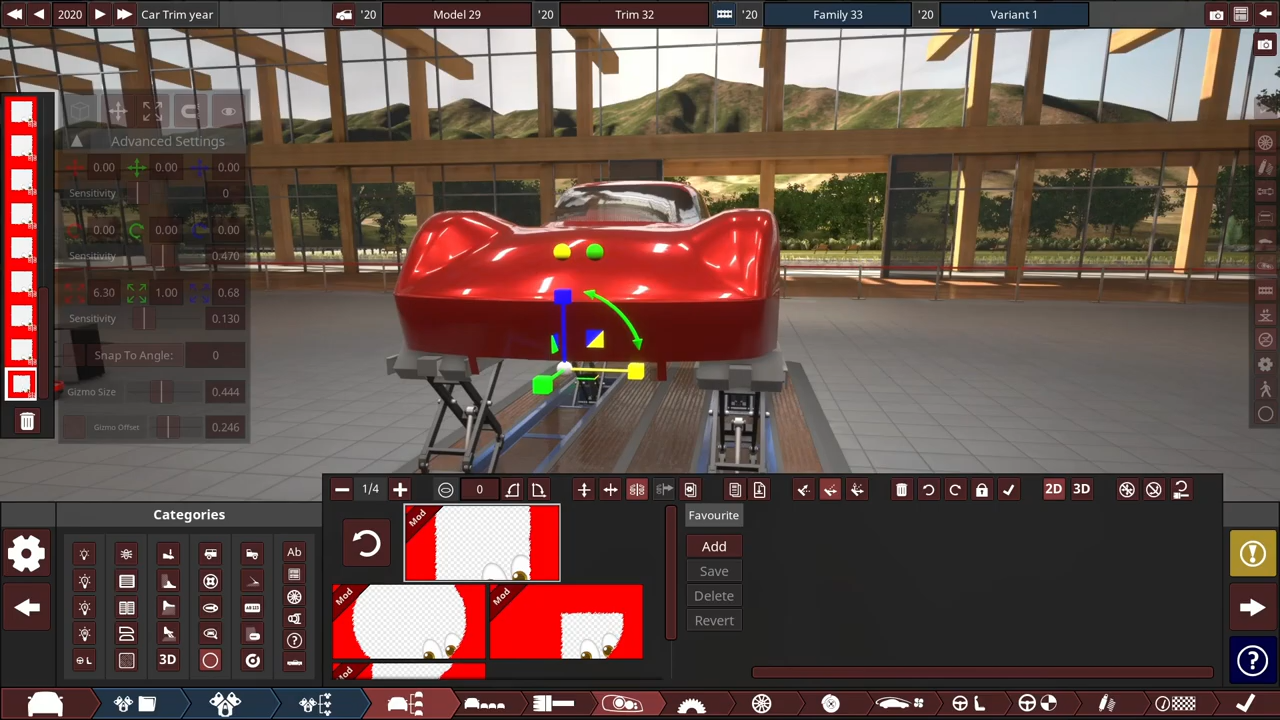 2020 Car Trim year '20 Model 29 '20 Trim 32 '20 Family 33 '20 Variant 1
Advanced Settings
0.00 0.00 0.00
Sensitivity 0
0.00 0.00 0.00
Sensitivity 0.470
6.30 1.00 0.68
Sensitivity 0.130
Snap To Angle: 0
Gizmo Size 0.444
Gizmo Offset 0.246
1/4 0 2D 3D
Categories
Ab
L
3D
Mod
Mod
Mod
Mod
Favourite
Add
Save
Delete
Revert